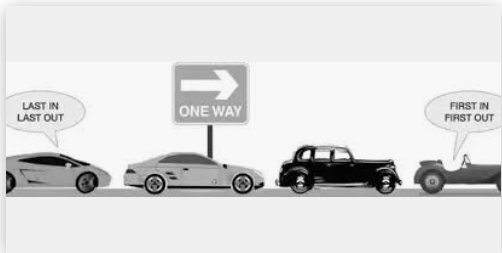 LAST IN
LAST OUT
ONE WAY
FIRST IN
FIRST OUT